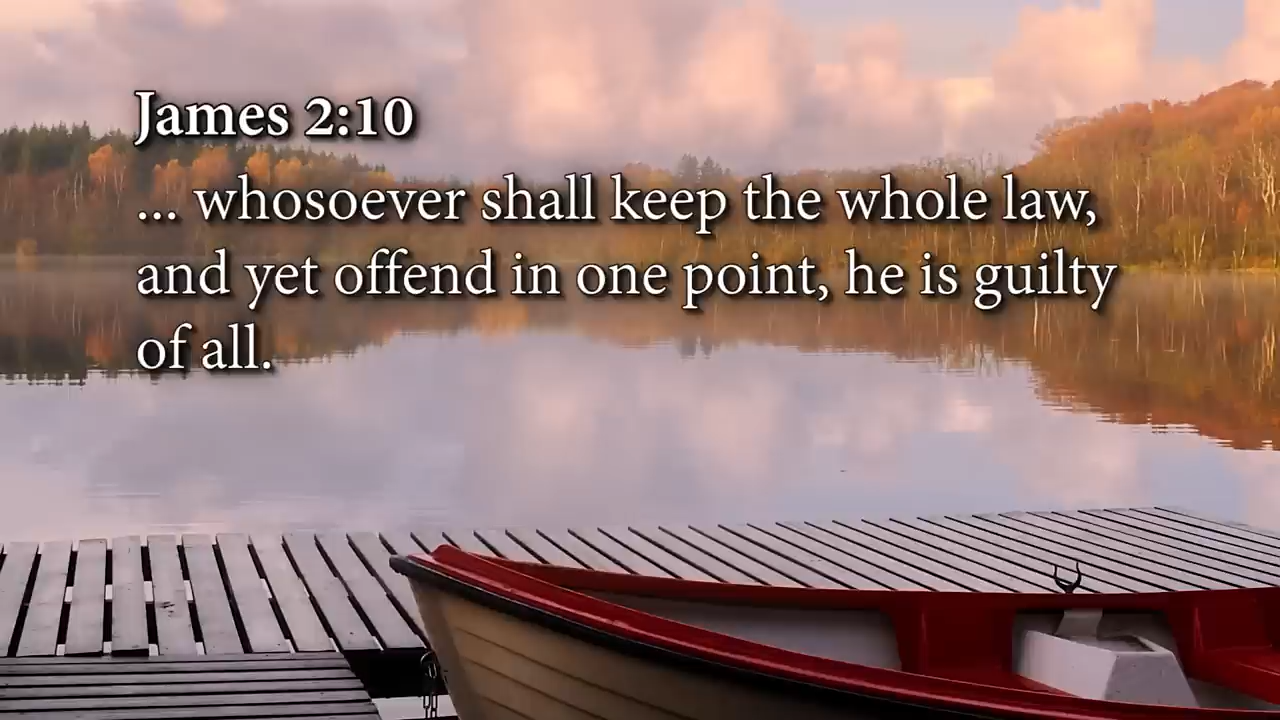 James 2:10
... whosoever shall keep the whole law,
and yet offend in one point, he is guilty
of all.